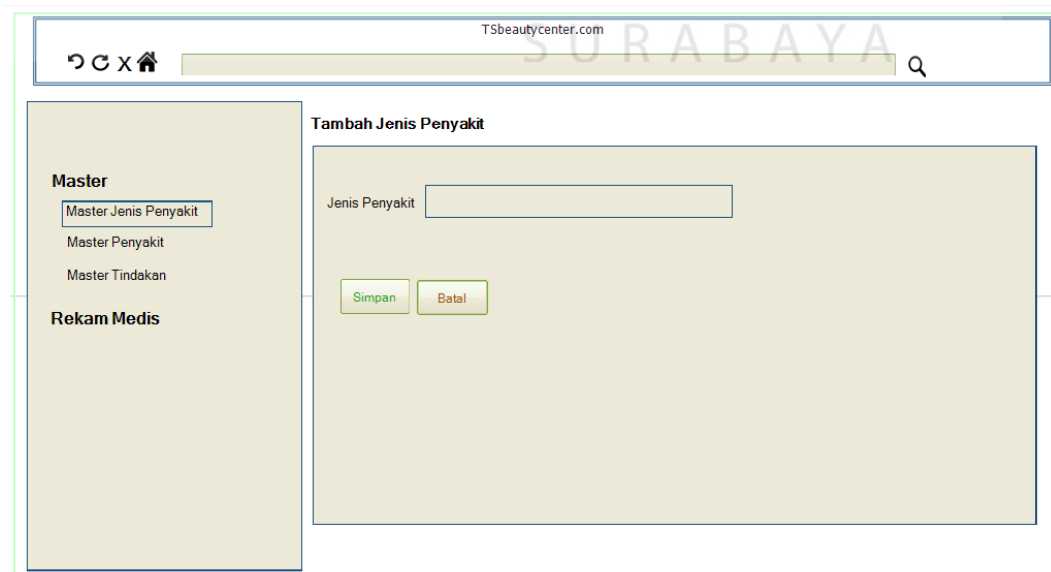 TSbeautycenter.com
SURABAYA
X
Tambah Jenis Penyakit
Master
Master Jenis Penyakit
Master Penyakit
Master Tindakan
Rekam Medis
Jenis Penyakit
Simpan
Batal